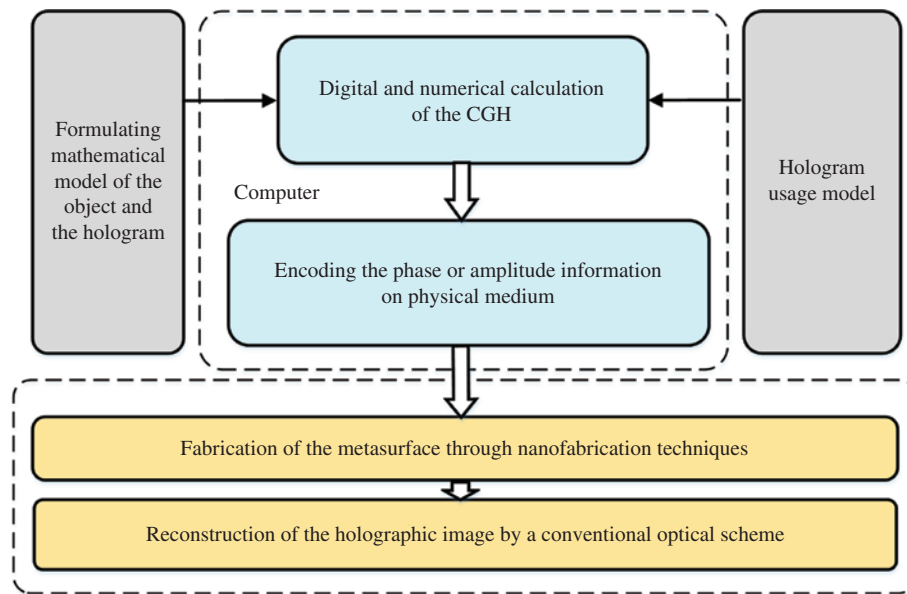 Formulating
mathematical
model of the
object and
the hologram
Digital and numerical calculation
of the CGH
Computer
Encoding the phase or amplitude information
on physical medium
Hologram
usage model
Fabrication of the metasurface through nanofabrication techniques
Reconstruction of the holographic image by a conventional optical scheme